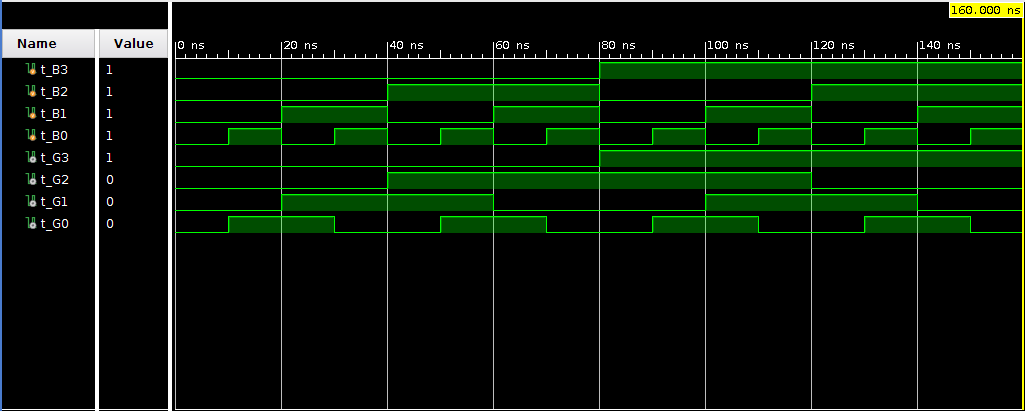 160.000 ns
Name Value
0 ns 20 ns 40 ns 60 ns 80 ns 100 ns 120 ns 140 ns
t_B3 1
t_B2 1
t_B1 1
t_B0 1
t_G3 1
t_G2 0
t_G1 0
t_G0 0